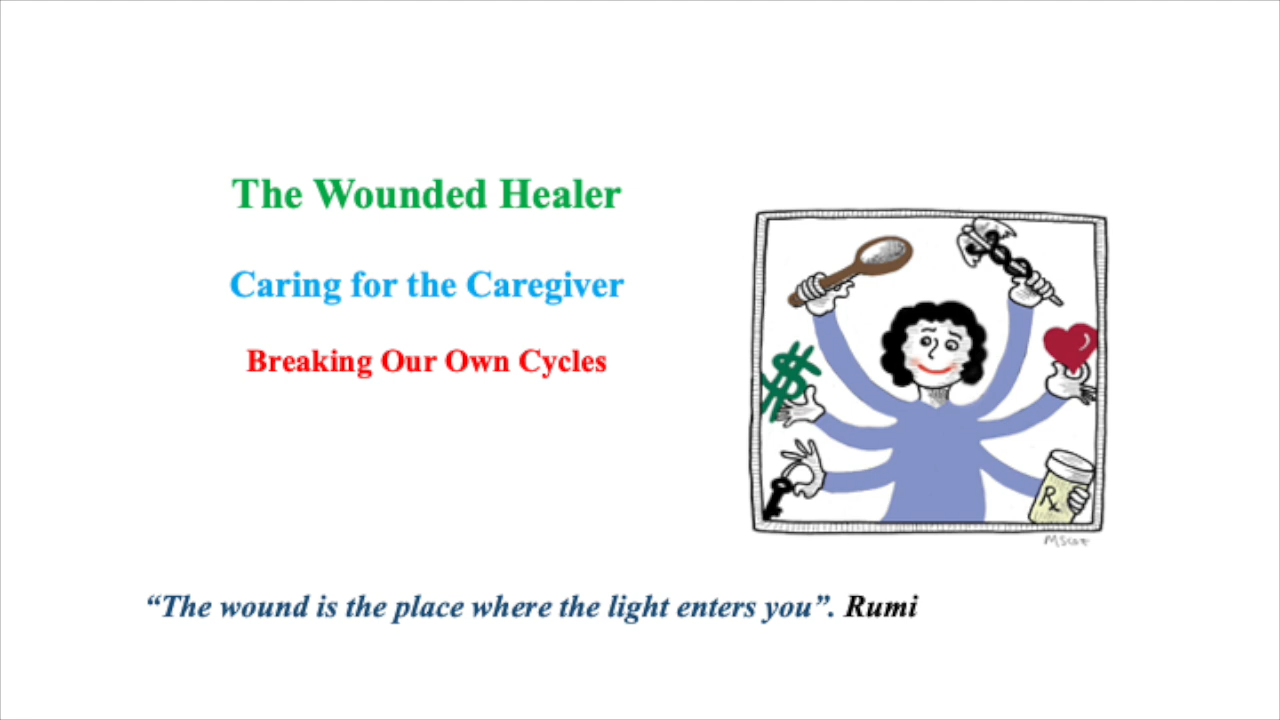 The Wounded Healer
Caring for the Caregiver
Breaking Our Own Cycles
$
Rx
“The wound is the place where the light enters you”. Rumi